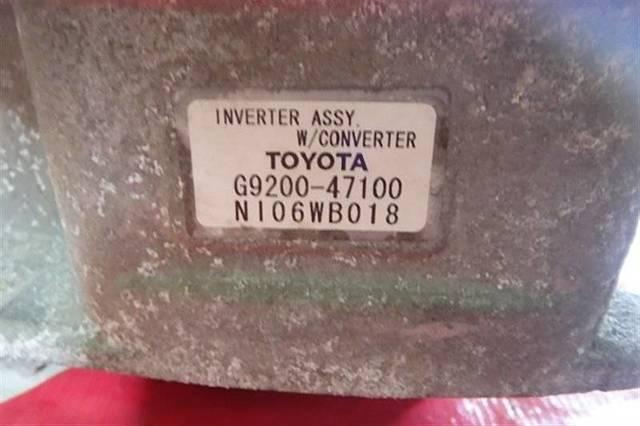 INVERTER ASSY.
W/CONVERTER
TOYOTA
G9200-47100
NI06WB018